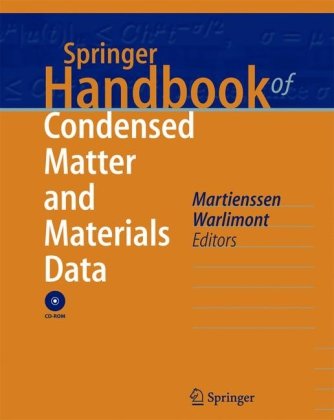 Springer
Handbook of
Condensed
Matter and
Materials
Data
Martienssen
Warlimont
Editors
CD-ROM
Springer